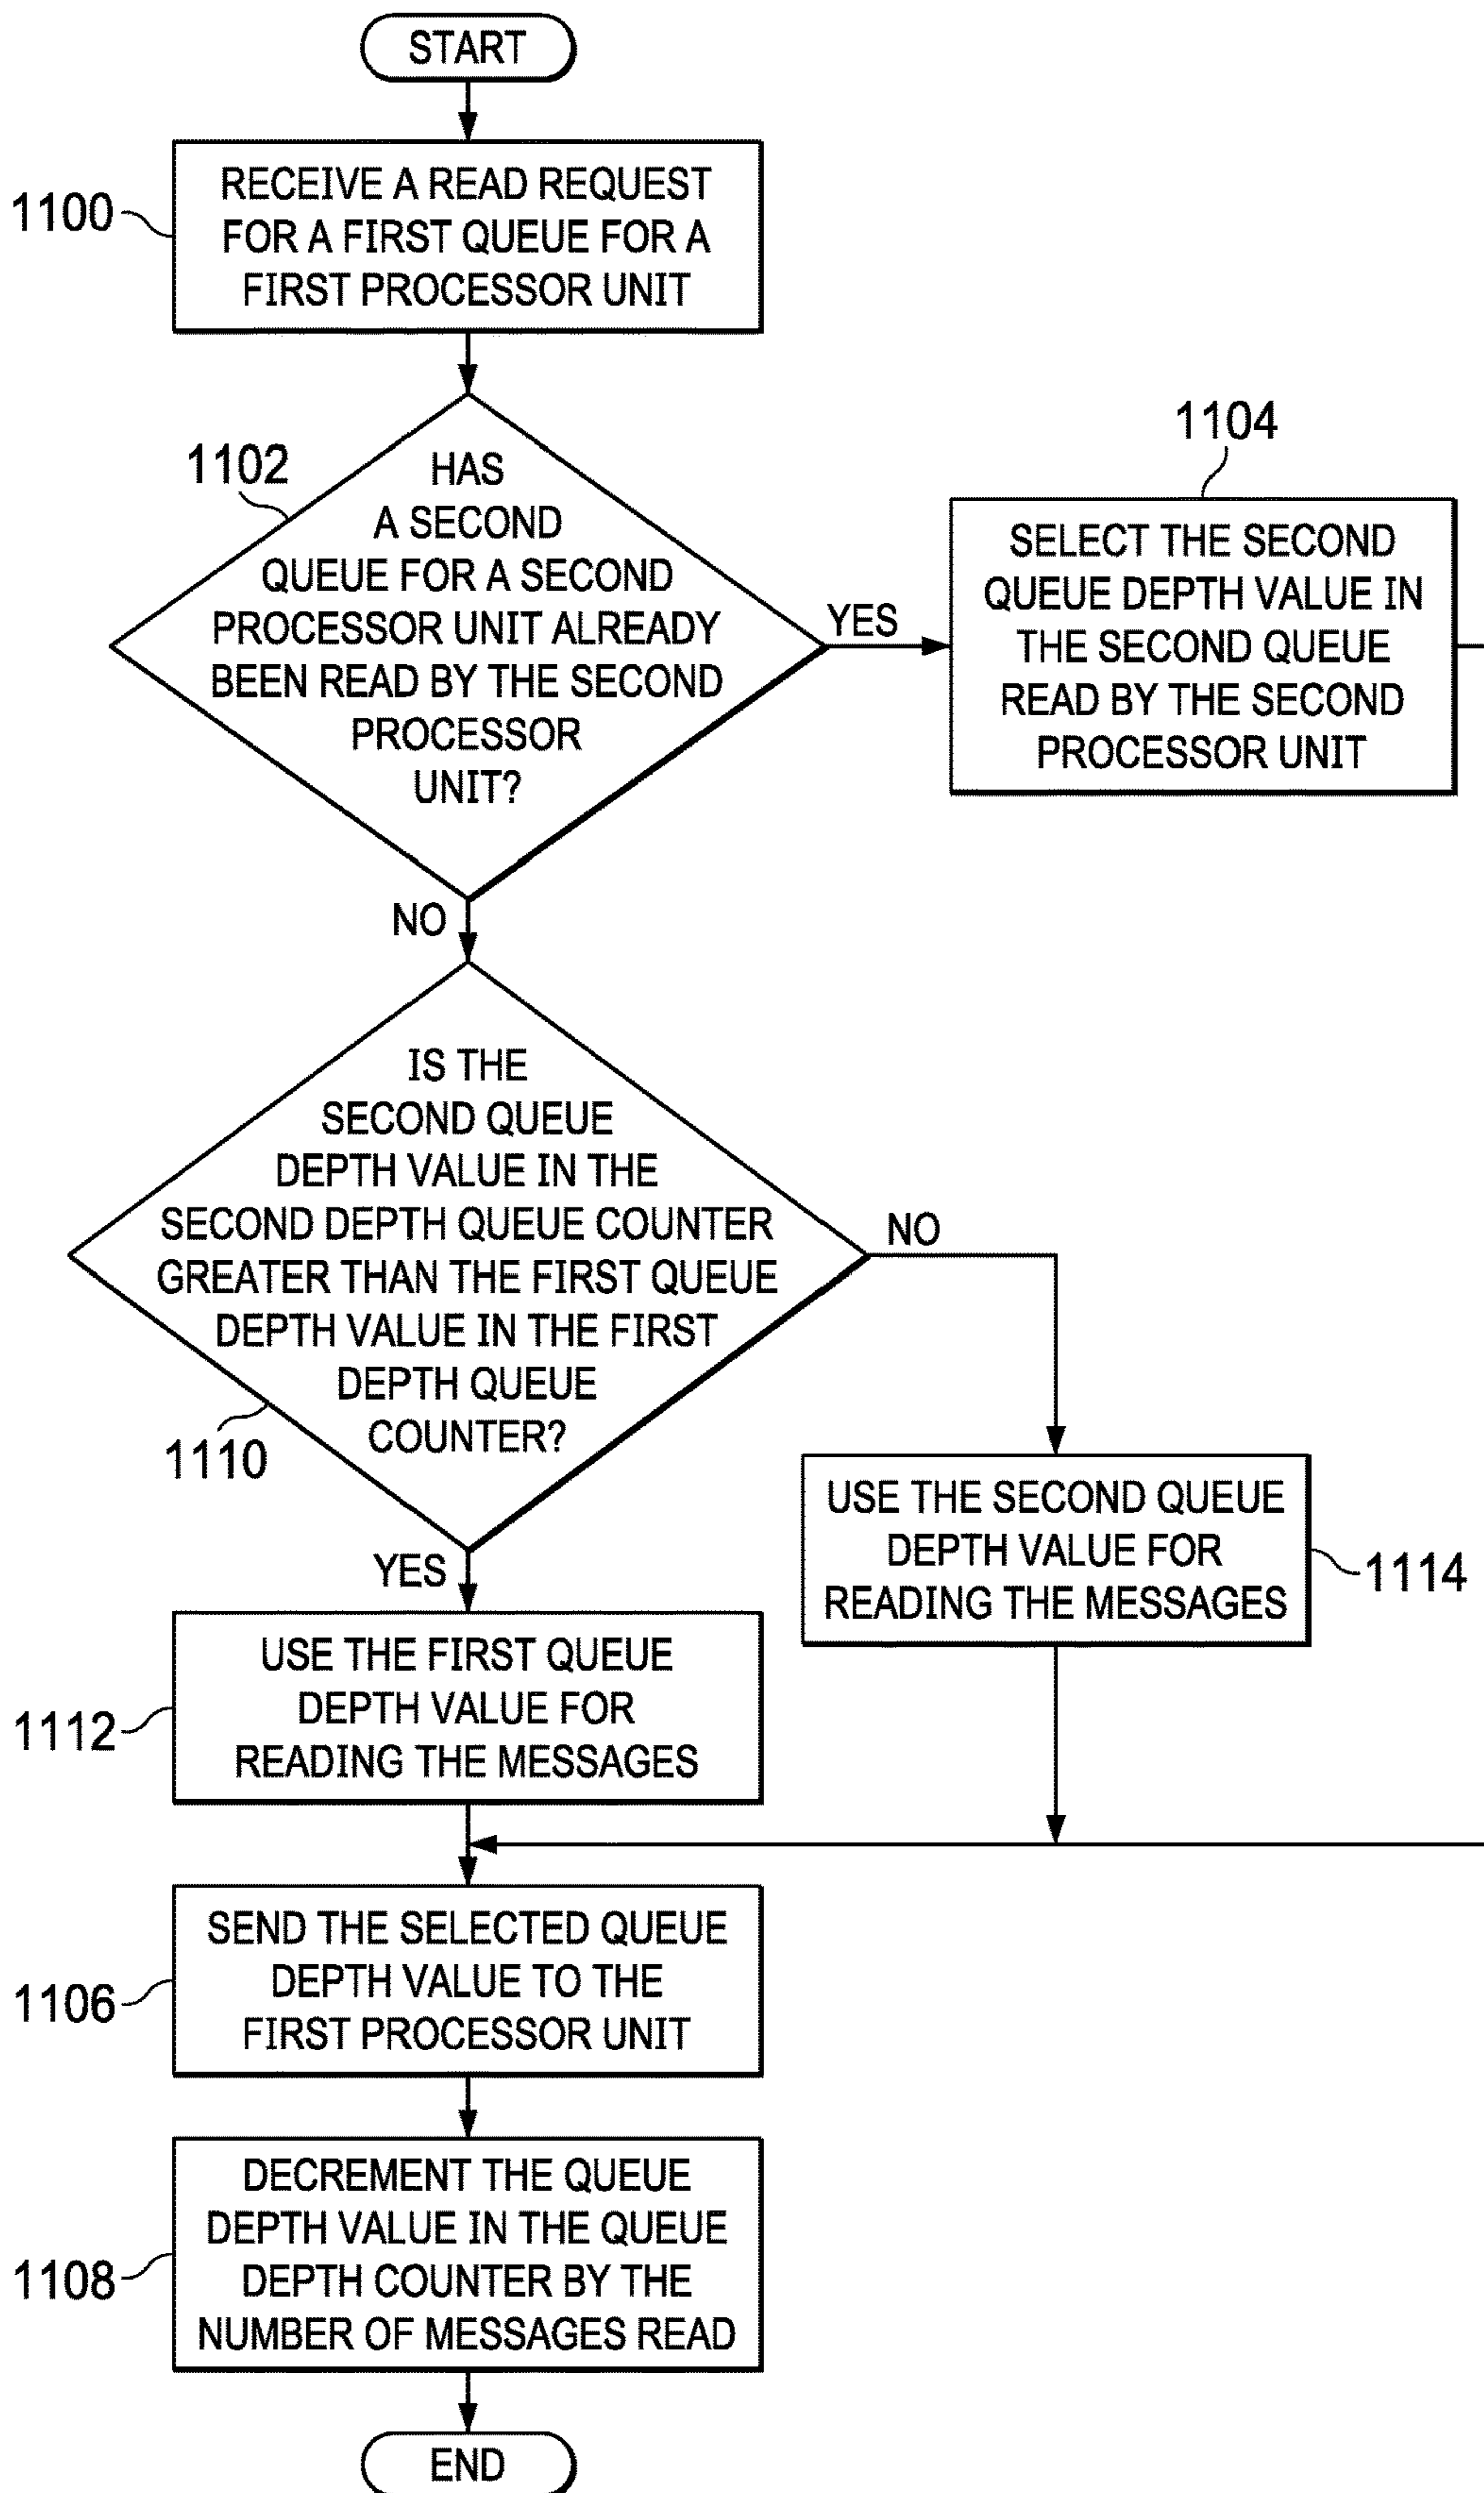 START
1100
RECEIVE A READ REQUEST
FOR A FIRST QUEUE FOR A
FIRST PROCESSOR UNIT
1102
HAS
A SECOND
QUEUE FOR A SECOND
PROCESSOR UNIT ALREADY
BEEN READ BY THE SECOND
PROCESSOR
UNIT?
YES
1104
SELECT THE SECOND
QUEUE DEPTH VALUE IN
THE SECOND QUEUE
READ BY THE SECOND
PROCESSOR UNIT
NO
IS THE
SECOND QUEUE
DEPTH VALUE IN THE
SECOND DEPTH QUEUE COUNTER
GREATER THAN THE FIRST QUEUE
DEPTH VALUE IN THE FIRST
DEPTH QUEUE
COUNTER?
1110
NO
USE THE SECOND QUEUE
DEPTH VALUE FOR
READING THE MESSAGES
1114
YES
USE THE FIRST QUEUE
DEPTH VALUE FOR
READING THE MESSAGES
1112
SEND THE SELECTED QUEUE
DEPTH VALUE TO THE
FIRST PROCESSOR UNIT
1106
DECREMENT THE QUEUE
DEPTH VALUE IN THE QUEUE
DEPTH COUNTER BY THE
NUMBER OF MESSAGES READ
1108
END